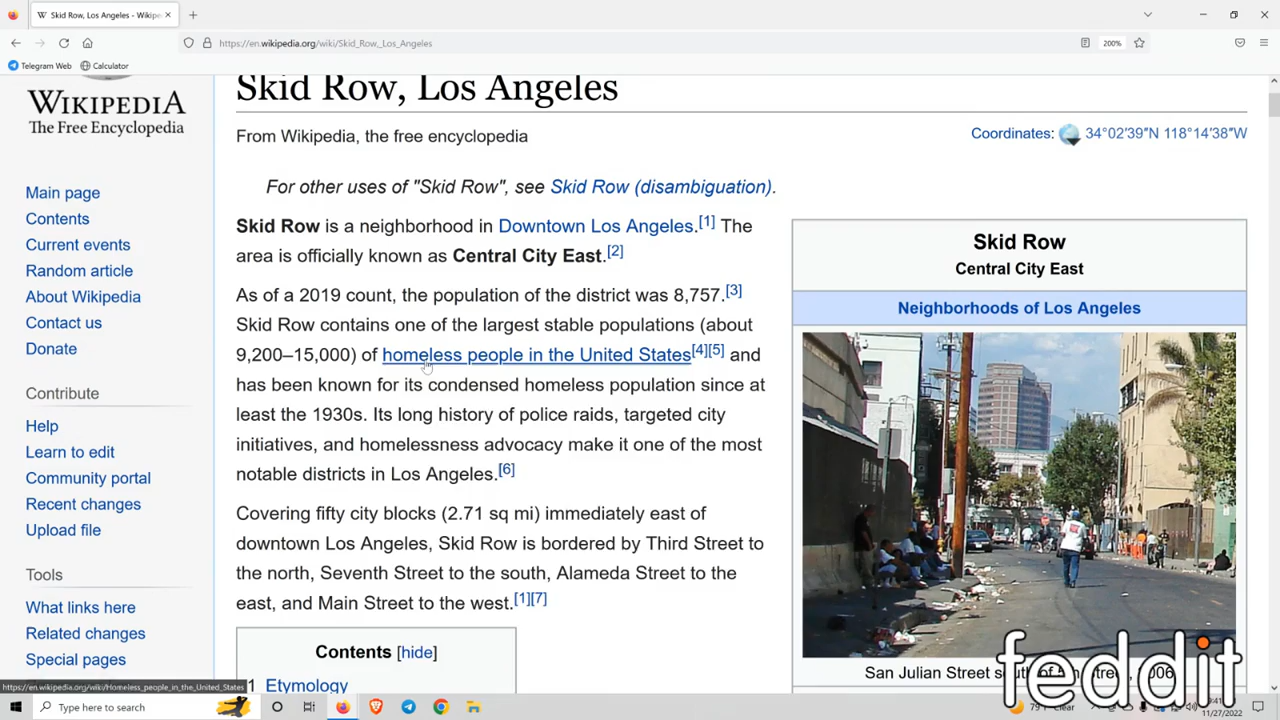 Skid Row, Los Angeles - Wikipe
https://en.wikipedia.org/wiki/Skid_Row,_Los_Angeles
200%
Telegram Web
Calculator
WIKIPEDIA
The Free Encyclopedia
Main page
Contents
Current events
Random article
About Wikipedia
Contact us
Donate
Contribute
Help
Learn to edit
Community portal
Recent changes
Upload file
Tools
What links here
Related changes
Special pages
Skid Row, Los Angeles
From Wikipedia, the free encyclopedia
Coordinates: 34°02′39″N 118°14′38″W
For other uses of "Skid Row", see Skid Row (disambiguation).
Skid Row is a neighborhood in Downtown Los Angeles.[1] The
area is officially known as Central City East.[2]
As of a 2019 count, the population of the district was 8,757.[3]
Skid Row contains one of the largest stable populations (about
9,200–15,000) of homeless people in the United States[4][5] and
has been known for its condensed homeless population since at
least the 1930s. Its long history of police raids, targeted city
initiatives, and homelessness advocacy make it one of the most
notable districts in Los Angeles.[6]
Covering fifty city blocks (2.71 sq mi) immediately east of
downtown Los Angeles, Skid Row is bordered by Third Street to
the north, Seventh Street to the south, Alameda Street to the
east, and Main Street to the west.[1][7]
Contents [hide]
1 Etymology
Skid Row
Central City East
Neighborhoods of Los Angeles
San Julian Street south of
2006
feddit
https://en.wikipedia.org/wiki/Homeless_people_in_the_United_States
Type here to search
79°
Clear
11/27/2022